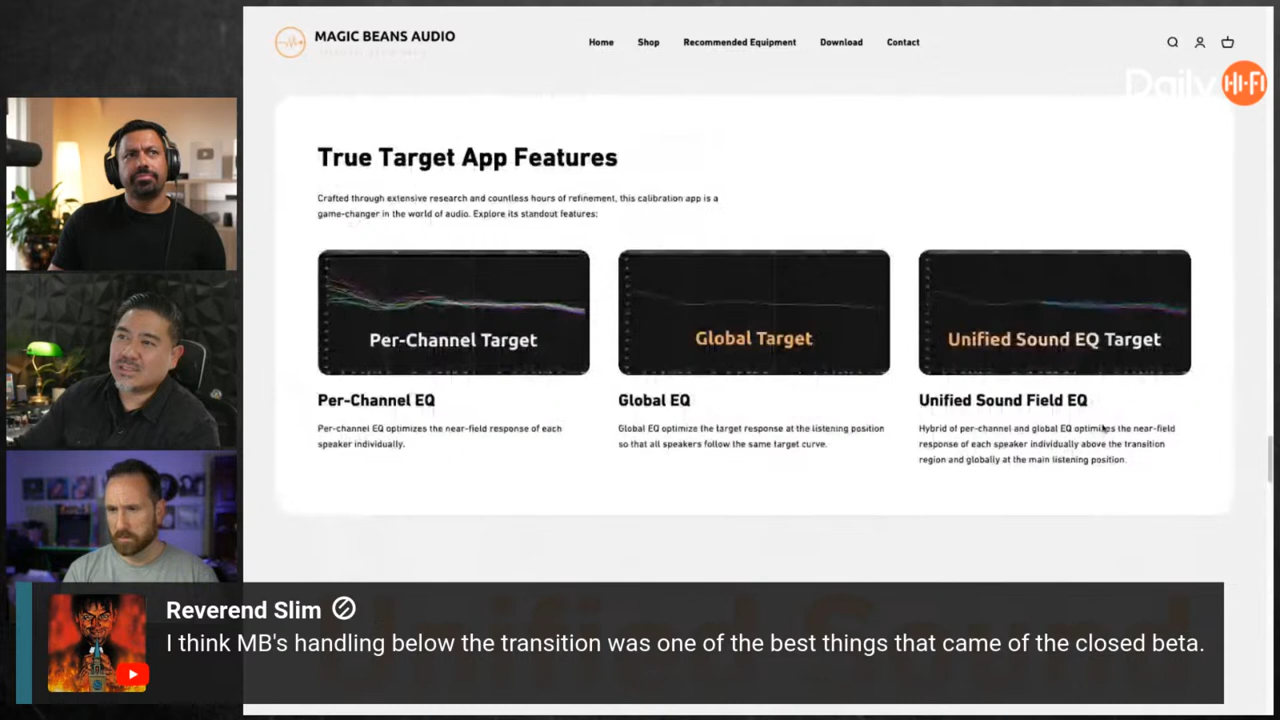 MAGIC BEANS AUDIO
Home
Shop
Recommended Equipment
Download
Contact
Daily HI-FI
True Target App Features
Crafted through extensive research and countless hours of refinement, this calibration app is a
game-changer in the world of audio. Explore its standout features:
Per-Channel Target
Global Target
Unified Sound EQ Target
Per-Channel EQ
Per-channel EQ optimizes the near-field response of each
speaker individually.
Global EQ
Global EQ optimize the target response at the listening position
so that all speakers follow the same target curve.
Unified Sound Field EQ
Hybrid of per-channel and global EQ optimizes the near-field
response of each speaker individually above the transition
region and globally at the main listening position.
Reverend Slim
I think MB's handling below the transition was one of the best things that came of the closed beta.